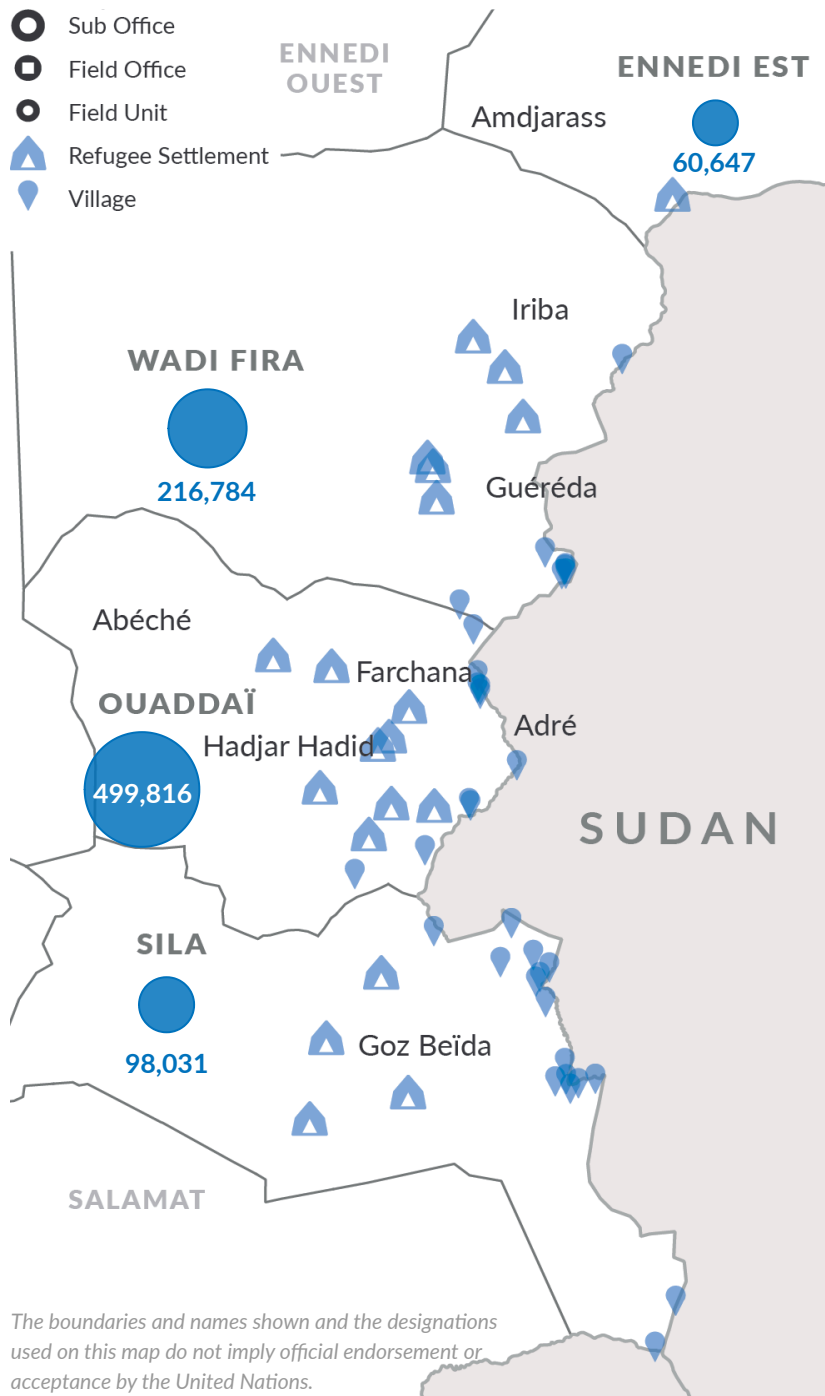 Sub Office
Field Office
Field Unit
Refugee Settlement
Village
ENNEDI
OUEST
ENNEDI EST
Amdjarass
60,647
Iriba
WADI FIRA
216,784
Guéréda
Abéché
Farchana
OUADDAÏ
Hadjar Hadid
Adré
499,816
SUDAN
SILA
Goz Beïda
98,031
SALAMAT
The boundaries and names shown and the designations
used on this map do not imply official endorsement or
acceptance by the United Nations.